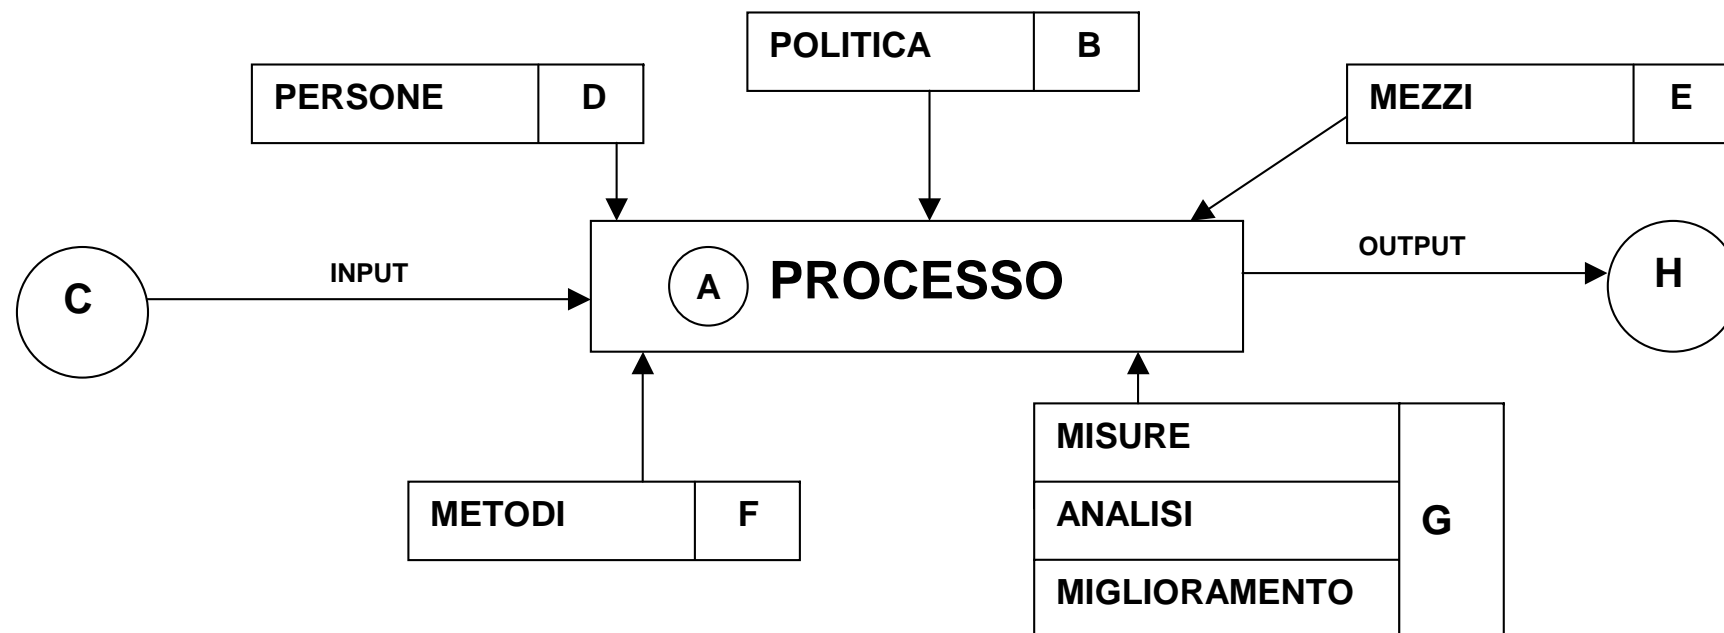 POLITICA B
PERSONE D
MEZZI E
INPUT
OUTPUT
C
A PROCESSO
H
METODI F
MISURE
ANALISI
G
MIGLIORAMENTO